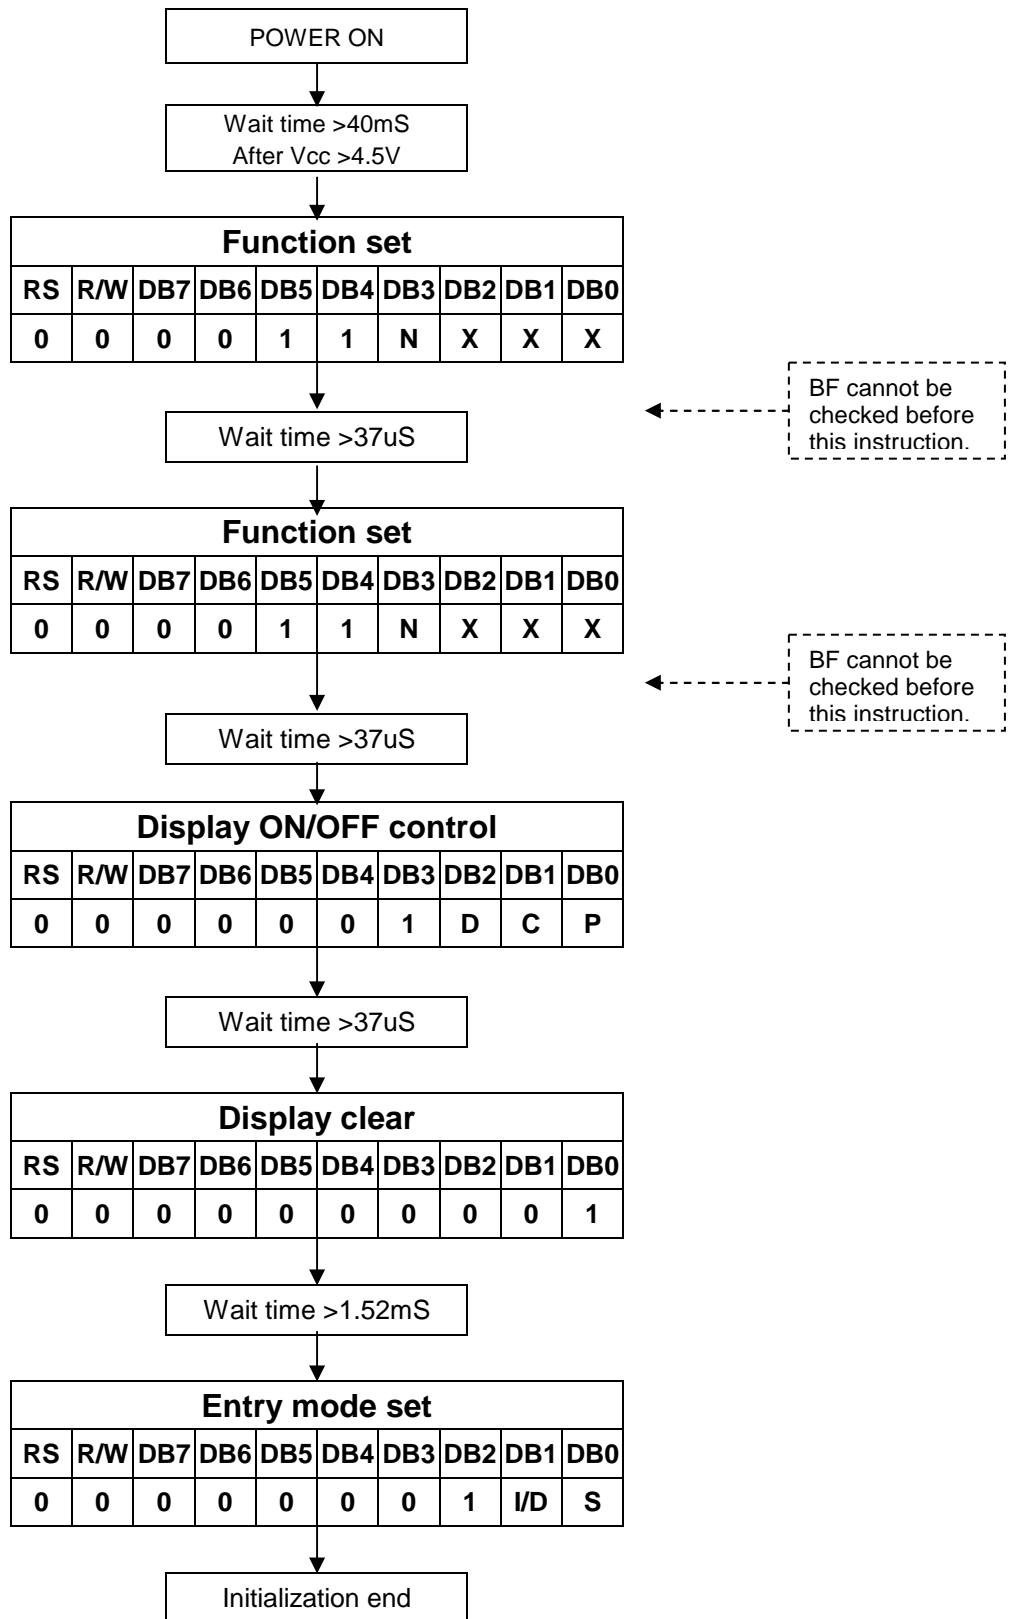 POWER ON
Wait time >40mS
After Vcc >4.5V
Function set
RS R/W DB7 DB6 DB5 DB4 DB3 DB2 DB1 DB0
0 0 0 0 1 1 N X X X
BF cannot be
checked before
this instruction.
Wait time >37uS
Function set
RS R/W DB7 DB6 DB5 DB4 DB3 DB2 DB1 DB0
0 0 0 0 1 1 N X X X
BF cannot be
checked before
this instruction.
Wait time >37uS
Display ON/OFF control
RS R/W DB7 DB6 DB5 DB4 DB3 DB2 DB1 DB0
0 0 0 0 0 0 1 D C P
Wait time >37uS
Display clear
RS R/W DB7 DB6 DB5 DB4 DB3 DB2 DB1 DB0
0 0 0 0 0 0 0 0 0 1
Wait time >1.52mS
Entry mode set
RS R/W DB7 DB6 DB5 DB4 DB3 DB2 DB1 DB0
0 0 0 0 0 0 0 1 I/D S
Initialization end